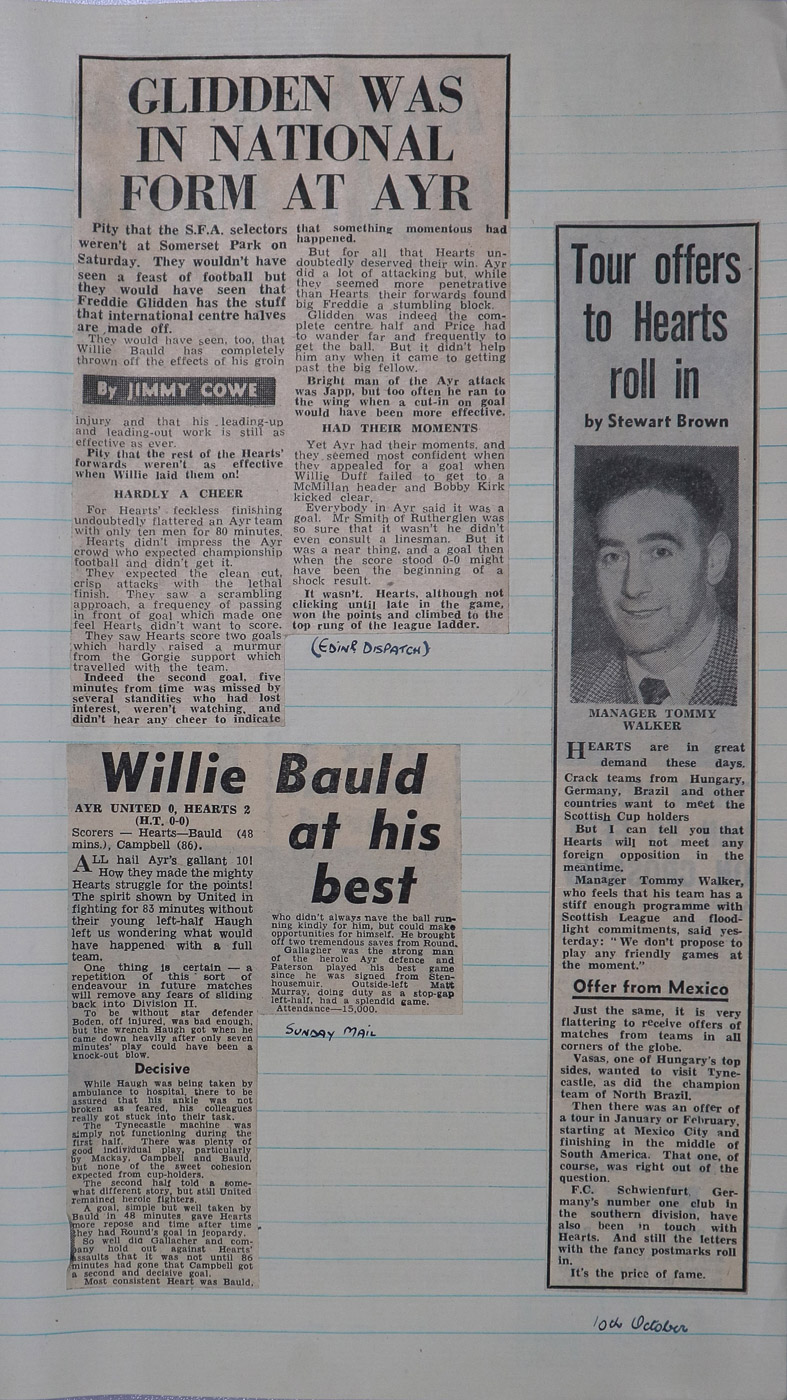 GLIDDEN WAS
IN NATIONAL
FORM AT AYR
Pity that the S.F.A. selectors
weren't at Somerset Park on
Saturday. They wouldn't have
seen a feast of football but
they would have seen that
Freddie Glidden has the stuff
that international centre halves
are made off.
They would have seen, too, that
Willie Bauld has completely
thrown off the effects of his groin
By JIMMY COWE
injury and that his leading-up
and leading-out work is still as
effective as ever.
Pity that the rest of the Hearts'
forwards weren't as effective
when Willie laid them on!
HARDLY A CHEER
For Hearts' feckless finishing
undoubtedly flattered an Ayr team
with only ten men for 80 minutes.
Hearts didn't impress the Ayr
crowd who expected championship
football and didn't get it.
They expected the clean cut,
crisp attacks with the lethal
finish. They saw a scrambling
approach, a frequency of passing
in front of goal which made one
feel Hearts didn't want to score.
They saw Hearts score two goals
which hardly raised a murmur
from the Gorgie support which
travelled with the team.
Indeed the second goal, five
minutes from time was missed by
several standities who had lost
interest, weren't watching, and
didn't hear any cheer to indicate
that something momentous had
happened.
But for all that Hearts un-
doubtedly deserved their win. Ayr
did a lot of attacking but, while
they seemed more penetrative
than Hearts their forwards found
big Freddie a stumbling block.
Glidden was indeed the com-
plete centre half and Price had
to wander far and frequently to
get the ball. But it didn't help
him any when it came to getting
past the big fellow.
Bright man of the Ayr attack
was Japp, but too often he ran to
the wing when a cut-in on goal
would have been more effective.
HAD THEIR MOMENTS
Yet Ayr had their moments, and
they seemed most confident when
they appealed for a goal when
Willie Duff failed to get to a
McMillan header and Bobby Kirk
kicked clear.
Everybody in Ayr said it was a
goal. Mr Smith of Rutherglen was
so sure that it wasn't he didn't
even consult a linesman. But it
was a near thing, and a goal then
when the score stood 0-0 might
have been the beginning of a
shock result.
It wasn't. Hearts, although not
clicking until late in the game,
won the points and climbed to the
top rung of the league ladder.
(EDINR DISPATCH)
Willie Bauld
at his
best
AYR UNITED 0, HEARTS 2
(H.T. 0-0)
Scorers — Hearts—Bauld (48
mins.), Campbell (86).
ALL hail Ayr's gallant 10!
How they made the mighty
Hearts struggle for the points!
The spirit shown by United in
fighting for 83 minutes without
their young left-half Haugh
left us wondering what would
have happened with a full
team.
One thing is certain — a
repetition of this sort of
endeavour in future matches
will remove any fears of sliding
back into Division II.
To be without star defender
Boden, off injured, was bad enough,
but the wrench Haugh got when he
came down heavily after only seven
minutes' play could have been a
knock-out blow.
Decisive
While Haugh was being taken by
ambulance to hospital, there to be
assured that his ankle was not
broken as feared, his colleagues
really got stuck into their task.
The Tynecastle machine was
simply not functioning during the
first half. There was plenty of
good individual play, particularly
by Mackay, Campbell and Bauld,
but none of the sweet cohesion
expected from cup-holders.
The second half told a some-
what different story, but still United
remained heroic fighters.
A goal, simple but well taken by
Bauld in 48 minutes gave Hearts
more repose and time after time
they had Round's goal in jeopardy.
So well did Gallacher and com-
pany hold out against Hearts'
assaults that it was not until 86
minutes had gone that Campbell got
a second and decisive goal.
Most consistent Heart was Bauld,
who didn't always have the ball run-
ning kindly for him, but could make
opportunities for himself. He brought
off two tremendous saves from Round.
Gallagher was the strong man
of the heroic Ayr defence and
Paterson played his best game
since he was signed from Sten-
housemuir. Outside-left Matt
Murray, doing duty as a stop-gap
left-half, had a splendid game.
Attendance—15,000.
SUNDAY MAIL
Tour offers
to Hearts
roll in
by Stewart Brown
MANAGER TOMMY
WALKER
HEARTS are in great
demand these days.
Crack teams from Hungary,
Germany, Brazil and other
countries want to meet the
Scottish Cup holders
But I can tell you that
Hearts will not meet any
foreign opposition in the
meantime.
Manager Tommy Walker,
who feels that his team has a
stiff enough programme with
Scottish League and flood-
light commitments, said yes-
terday: "We don't propose to
play any friendly games at
the moment."
Offer from Mexico
Just the same, it is very
flattering to receive offers of
matches from teams in all
corners of the globe.
Vasas, one of Hungary's top
sides, wanted to visit Tyne-
castle, as did the champion
team of North Brazil.
Then there was an offer of
a tour in January or February,
starting at Mexico City and
finishing in the middle of
South America. That one, of
course, was right out of the
question.
F.C. Schwienfurt, Ger-
many's number one club in
the southern division, have
also been in touch with
Hearts. And still the letters
with the fancy postmarks roll
in.
It's the price of fame.
10th October